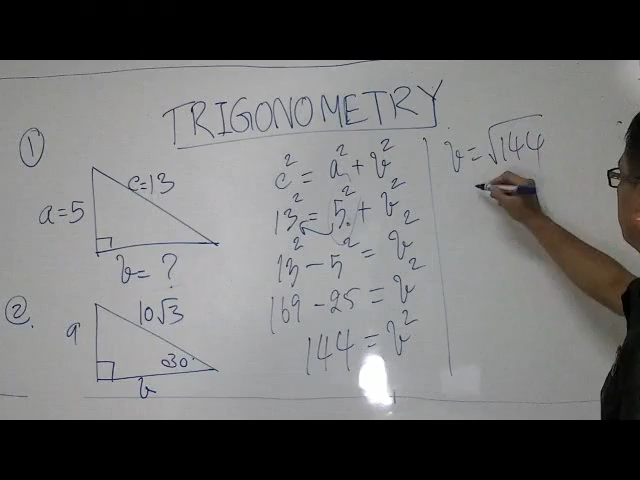 TRIGONOMETRY
①
a=5
c=13
b= ?
②.
a
10√3
30°
b
c² = a² + b²
13² = 5² + b²
13² - 5² = b²
169 - 25 = b²
144 = b²
b = √144